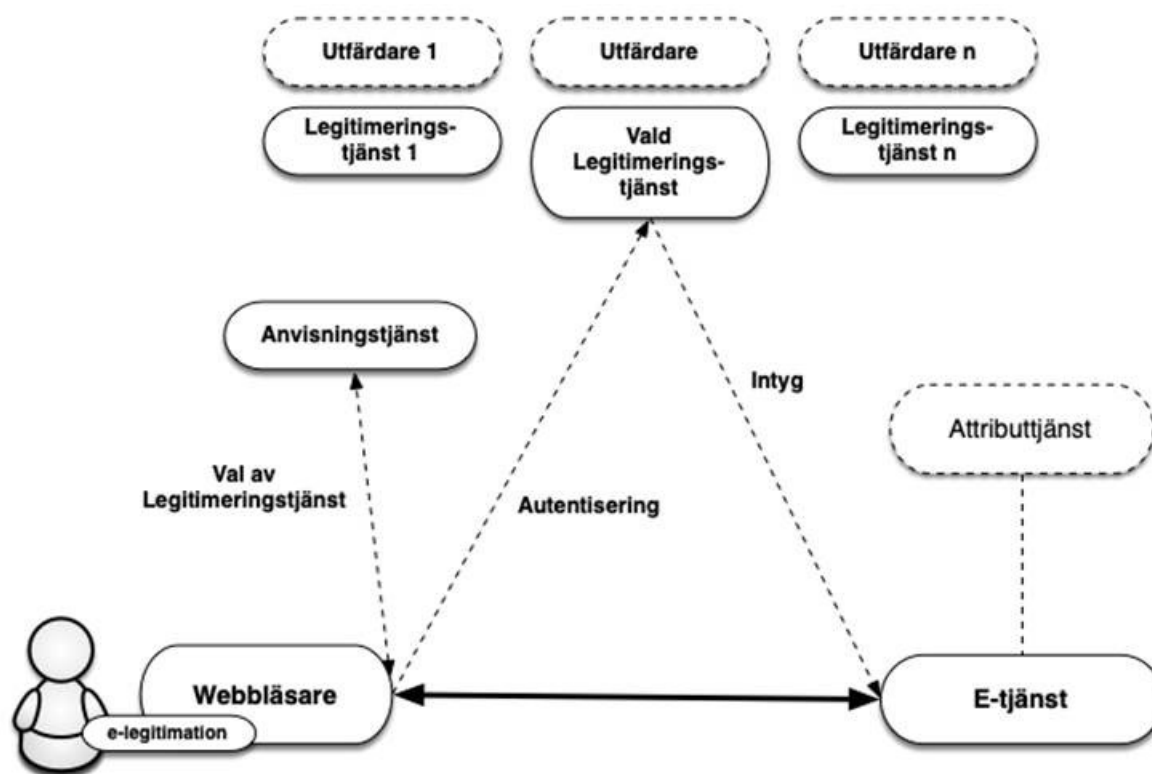 Utfärdare 1
Utfärdare
Utfärdare n
Legitimerings-
tjänst 1
Vald
Legitimerings-
tjänst
Legitimerings-
tjänst n
Anvisningstjänst
Intyg
Attributtjänst
Val av
Legitimeringstjänst
Autentisering
Webbläsare
E-tjänst
e-legitimation